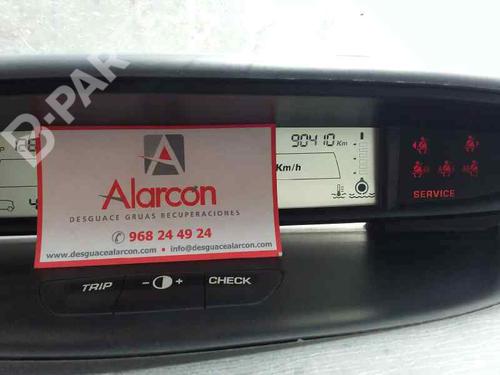 B-PAR
90410 Km
Km/h
Alarcón
DESGUACE GRUAS RECUPERACIONES
968 24 49 24
www.desguacealarcon.com • info@desguacealarcon.com
SERVICE
TRIP
- +
CHECK